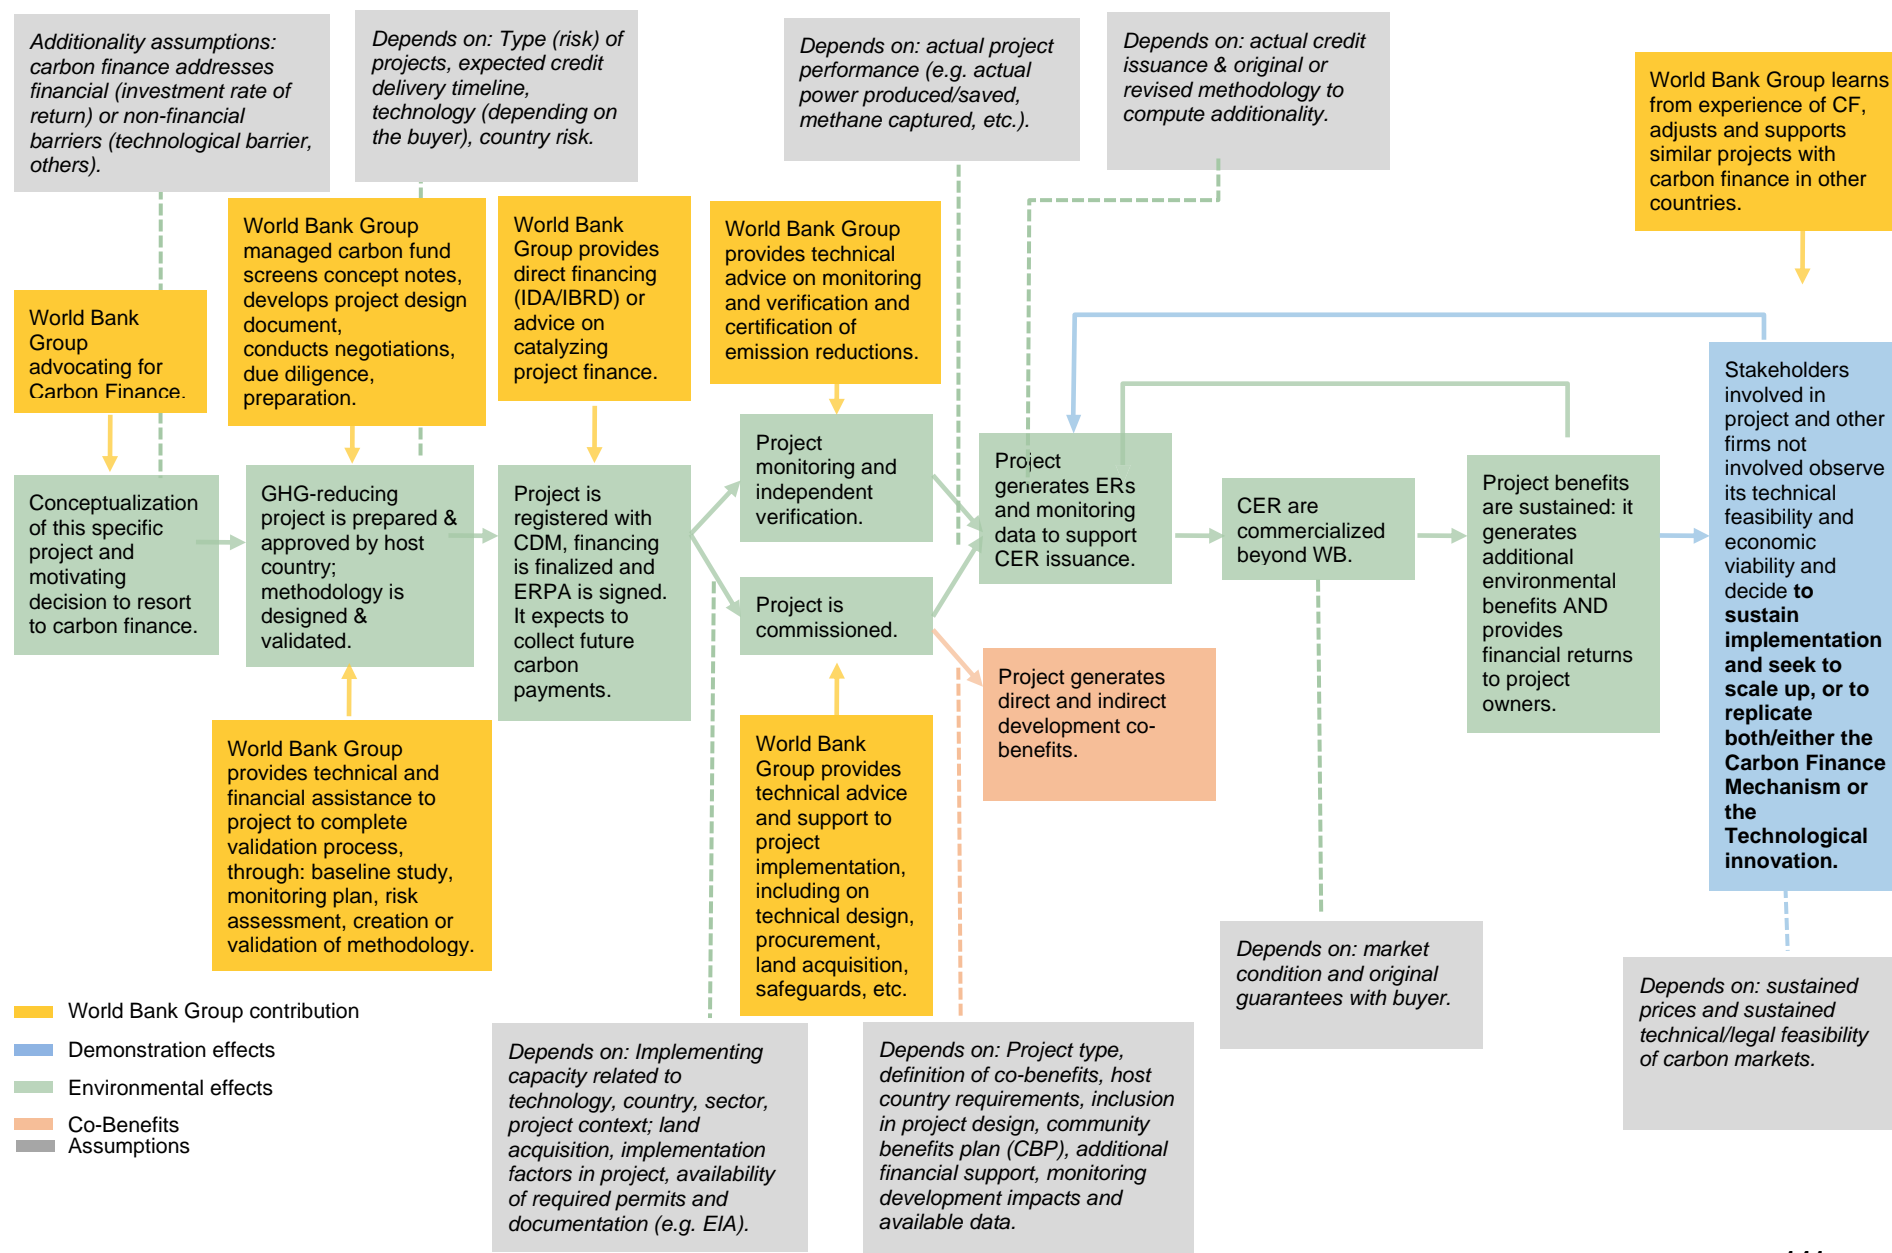 Additionality assumptions:
carbon finance addresses
financial (investment rate of
return) or non-financial
barriers (technological barrier,
others).
Depends on: Type (risk) of
projects, expected credit
delivery timeline,
technology (depending on
the buyer), country risk.
Depends on: actual project
performance (e.g. actual
power produced/saved,
methane captured, etc.).
Depends on: actual credit
issuance & original or
revised methodology to
compute additionality.
World Bank Group learns
from experience of CF,
adjusts and supports
similar projects with
carbon finance in other
countries.
World Bank
Group
advocating for
Carbon Finance.
World Bank Group
managed carbon fund
screens concept notes,
develops project design
document,
conducts negotiations,
due diligence,
preparation.
World Bank
Group provides
direct financing
(IDA/IBRD) or
advice on
catalyzing
project finance.
World Bank Group
provides technical
advice on monitoring
and verification and
certification of
emission reductions.
Conceptualization
of this specific
project and
motivating
decision to resort
to carbon finance.
GHG-reducing
project is prepared &
approved by host
country;
methodology is
designed &
validated.
Project is
registered with
CDM, financing
is finalized and
ERPA is signed.
It expects to
collect future
carbon
payments.
Project
monitoring and
independent
verification.
Project is
commissioned.
Project
generates ERs
and monitoring
data to support
CER issuance.
CER are
commercialized
beyond WB.
Project benefits
are sustained: it
generates
additional
environmental
benefits AND
provides
financial returns
to project
owners.
Stakeholders
involved in
project and other
firms not
involved observe
its technical
feasibility and
economic
viability and
decide to
sustain
implementation
and seek to
scale up, or to
replicate
both/either the
Carbon Finance
Mechanism or
the
Technological
innovation.
Project generates
direct and indirect
development co-
benefits.
World Bank Group
provides technical and
financial assistance to
project to complete
validation process,
through: baseline study,
monitoring plan, risk
assessment, creation or
validation of methodology.
World Bank
Group provides
technical advice
and support to
project
implementation,
including on
technical design,
procurement,
land acquisition,
safeguards, etc.
Depends on: market
condition and original
guarantees with buyer.
Depends on: sustained
prices and sustained
technical/legal feasibility
of carbon markets.
World Bank Group contribution
Demonstration effects
Environmental effects
Co-Benefits
Assumptions
Depends on: Implementing
capacity related to
technology, country, sector,
project context; land
acquisition, implementation
factors in project, availability
of required permits and
documentation (e.g. EIA).
Depends on: Project type,
definition of co-benefits, host
country requirements, inclusion
in project design, community
benefits plan (CBP), additional
financial support, monitoring
development impacts and
available data.